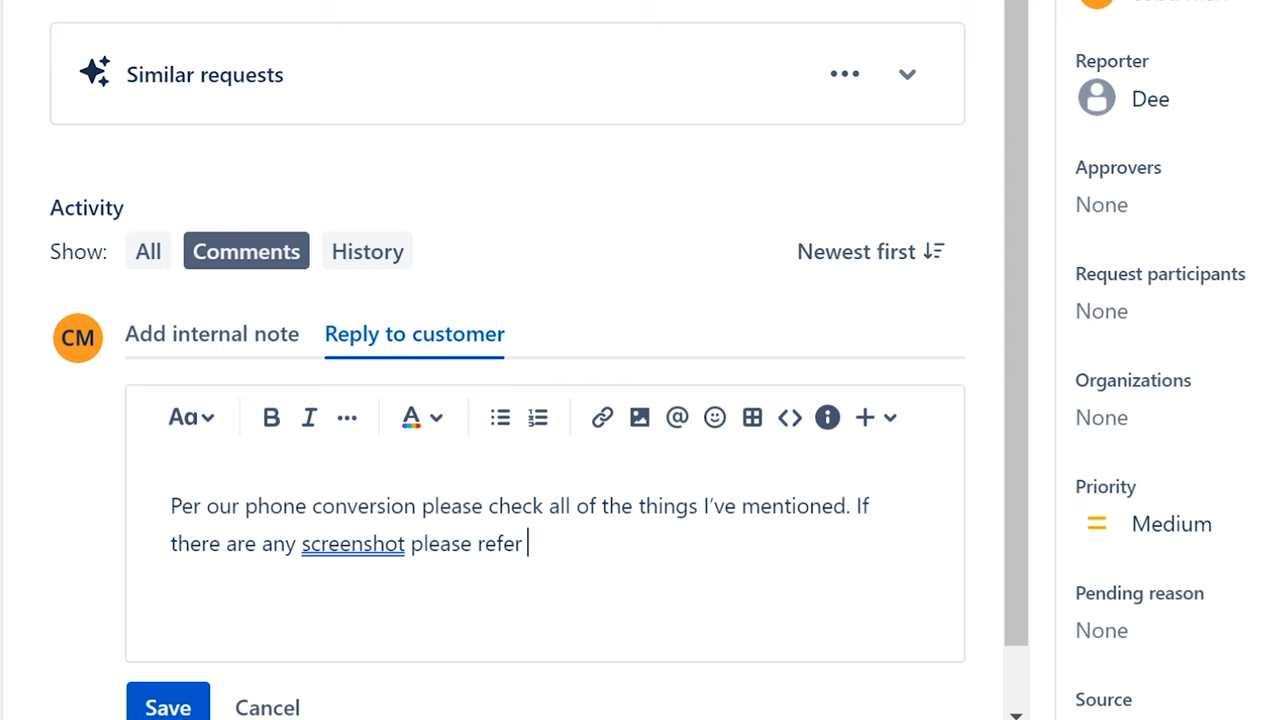 Similar requests
Reporter
Dee
Approvers
None
Activity
Show: All Comments History Newest first
Request participants
None
CM Add internal note Reply to customer
Organizations
None
Aa B I A @ <> i +
Per our phone conversion please check all of the things I've mentioned. If
there are any screenshot please refer
Priority
Medium
Pending reason
None
Source
Save Cancel